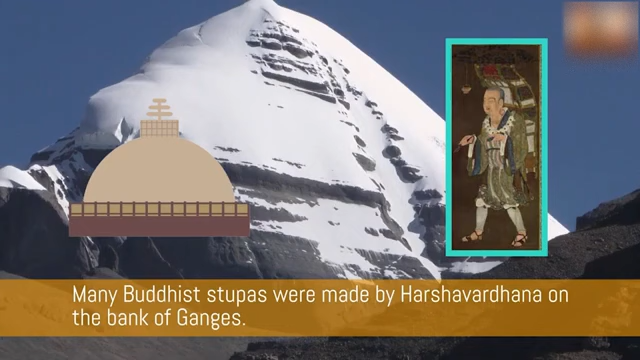 Many Buddhist stupas were made by Harshavardhana on
the bank of Ganges.